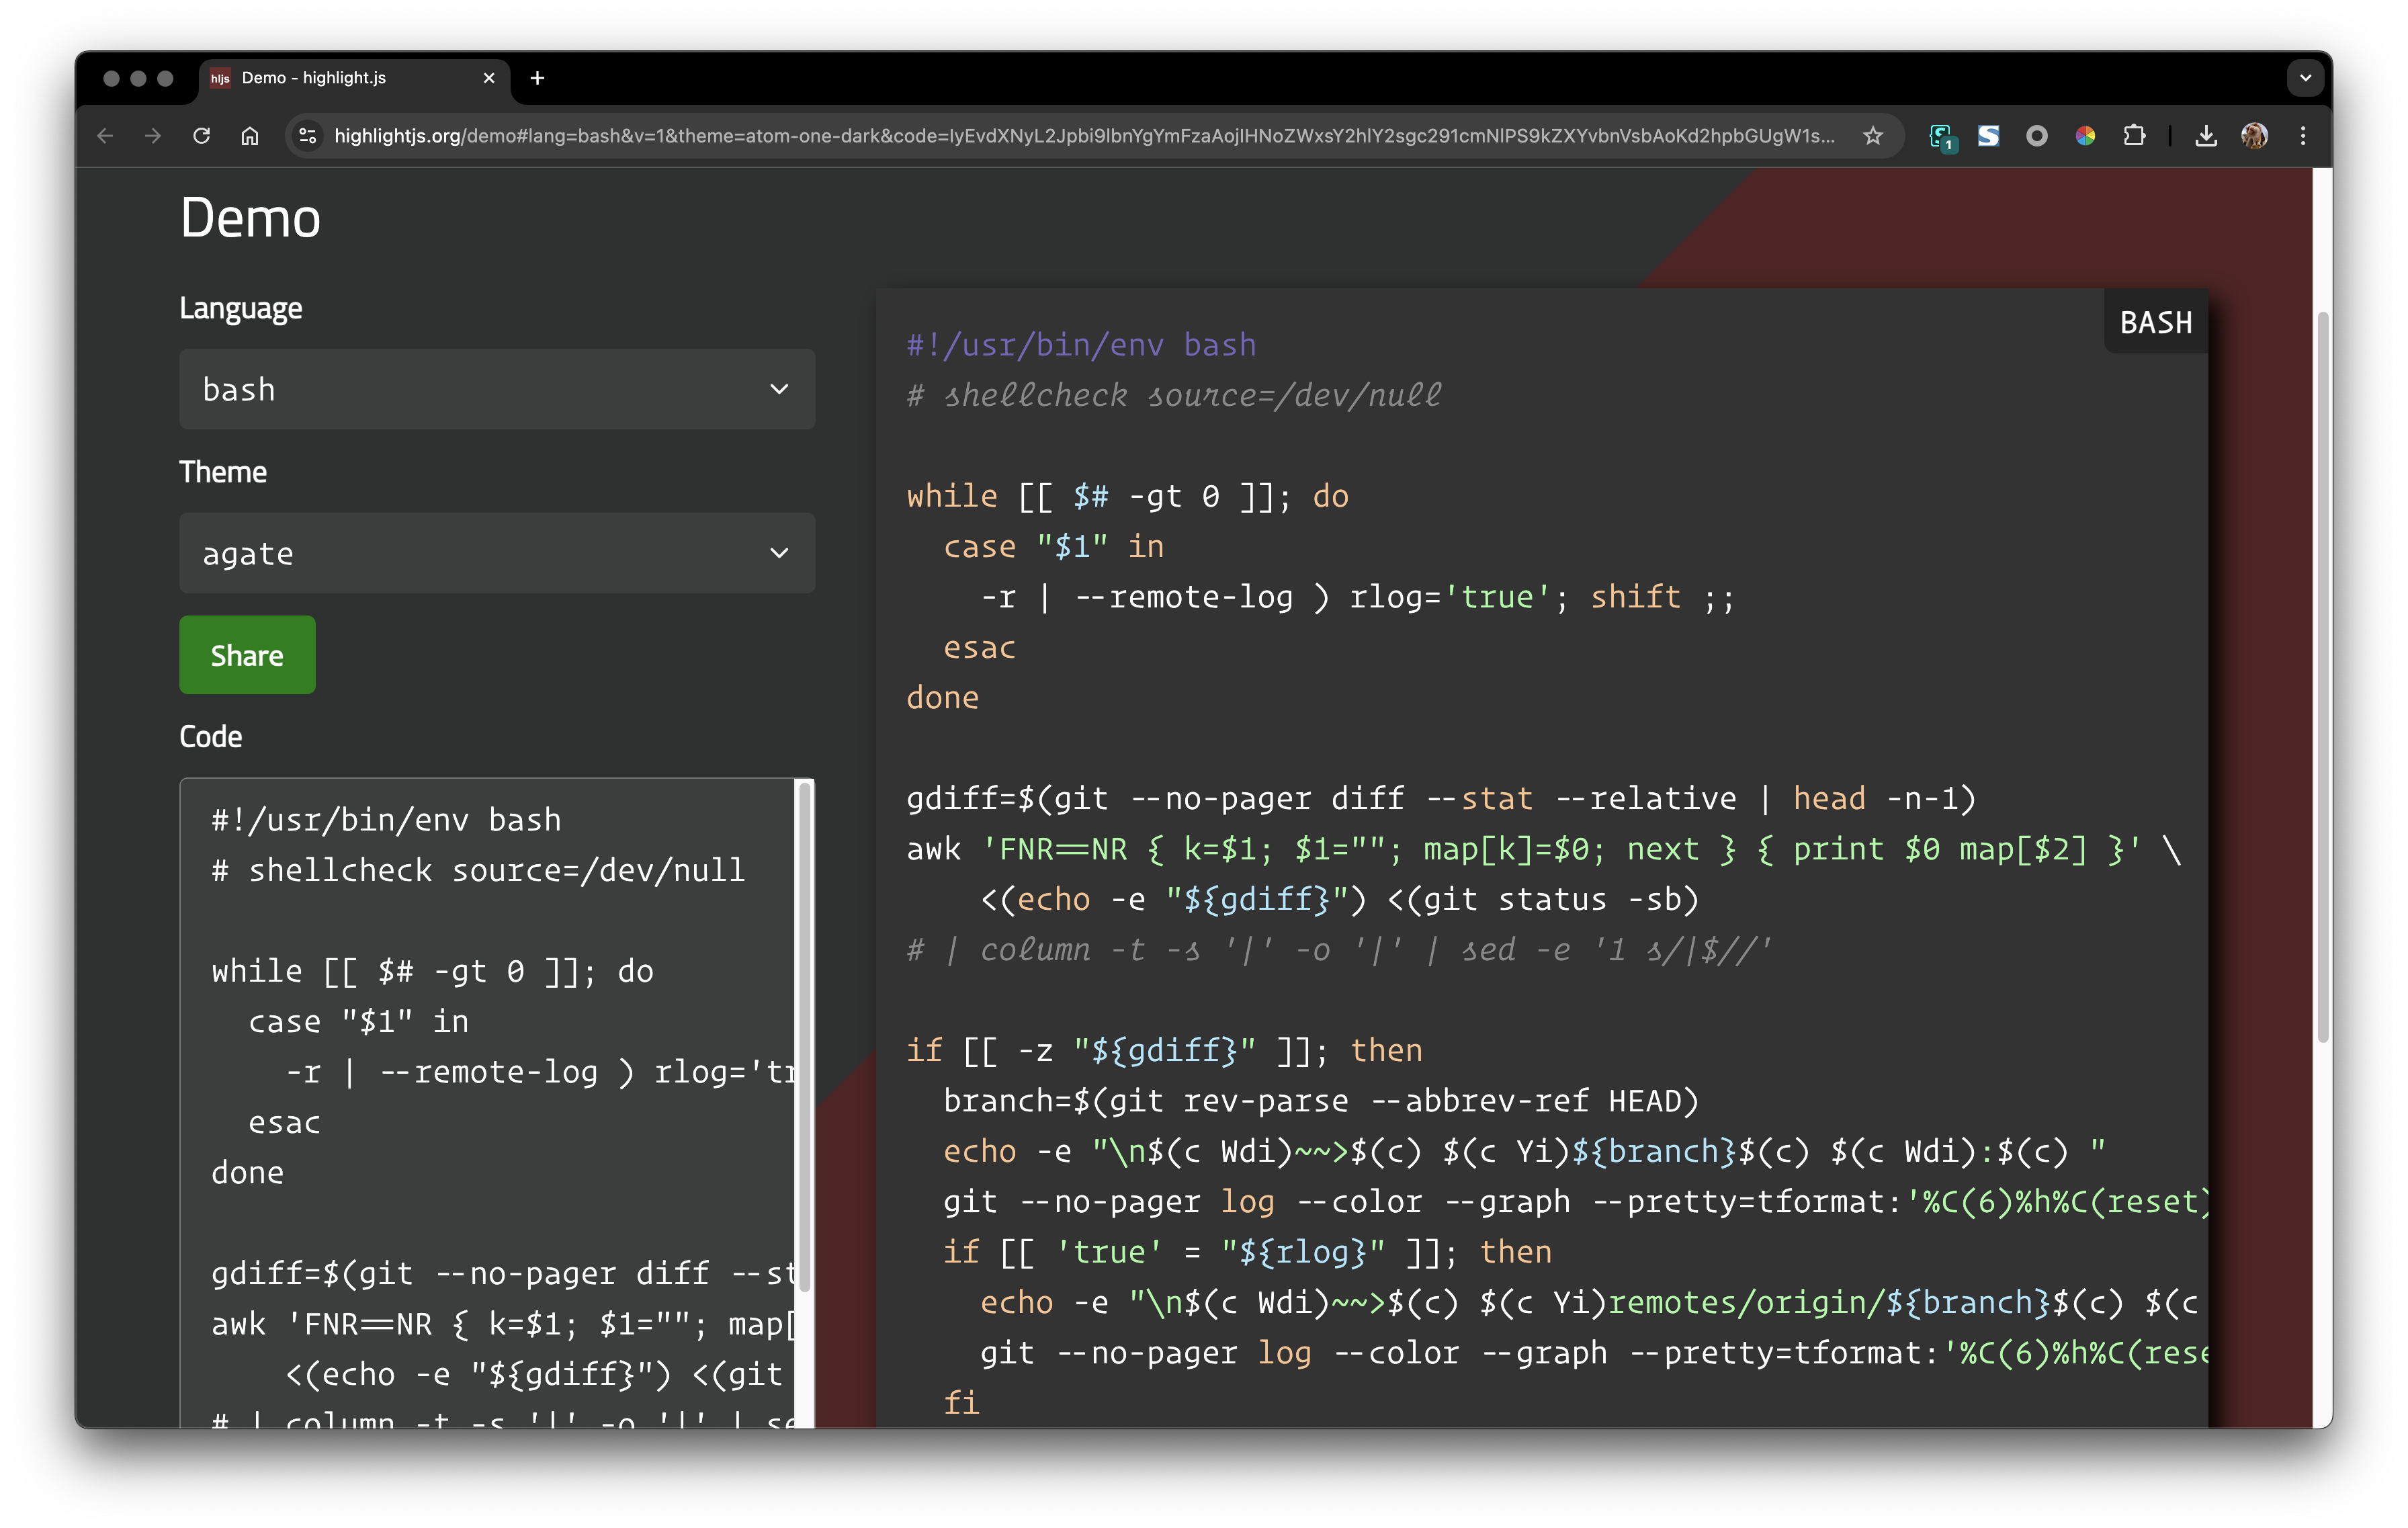 hljs Demo - highlight.js
highlightjs.org/demo#lang=bash&v=1&theme=atom-one-dark&code=IyEvdXNyL2Jpbi9lbnYgYmFzaAojIHNoZWxsY2hlY2sgc291cmNlPS9kZXYvbnVsbAoKd2hpbGUgW1s...
1
Demo
Language
bash
Theme
agate
Share
Code
#!/usr/bin/env bash
# shellcheck source=/dev/null
while [[ $# -gt 0 ]]; do
  case "$1" in
    -r | --remote-log ) rlog='tr
  esac
done
gdiff=$(git --no-pager diff --st
awk 'FNR==NR { k=$1; $1=""; map[
    <(echo -e "${gdiff}") <(git
# | column -t -s '|' -o '|' | se
BASH
#!/usr/bin/env bash
# shellcheck source=/dev/null
while [[ $# -gt 0 ]]; do
  case "$1" in
    -r | --remote-log ) rlog='true'; shift ;;
  esac
done
gdiff=$(git --no-pager diff --stat --relative | head -n-1)
awk 'FNR==NR { k=$1; $1=""; map[k]=$0; next } { print $0 map[$2] }' \
    <(echo -e "${gdiff}") <(git status -sb)
# | column -t -s '|' -o '|' | sed -e '1 s/|$//'
if [[ -z "${gdiff}" ]]; then
  branch=$(git rev-parse --abbrev-ref HEAD)
  echo -e "\n$(c Wdi)~~>$(c) $(c Yi)${branch}$(c) $(c Wdi):$(c) "
  git --no-pager log --color --graph --pretty=tformat:'%C(6)%h%C(reset)
  if [[ 'true' = "${rlog}" ]]; then
    echo -e "\n$(c Wdi)~~>$(c) $(c Yi)remotes/origin/${branch}$(c) $(c
    git --no-pager log --color --graph --pretty=tformat:'%C(6)%h%C(rese
  fi